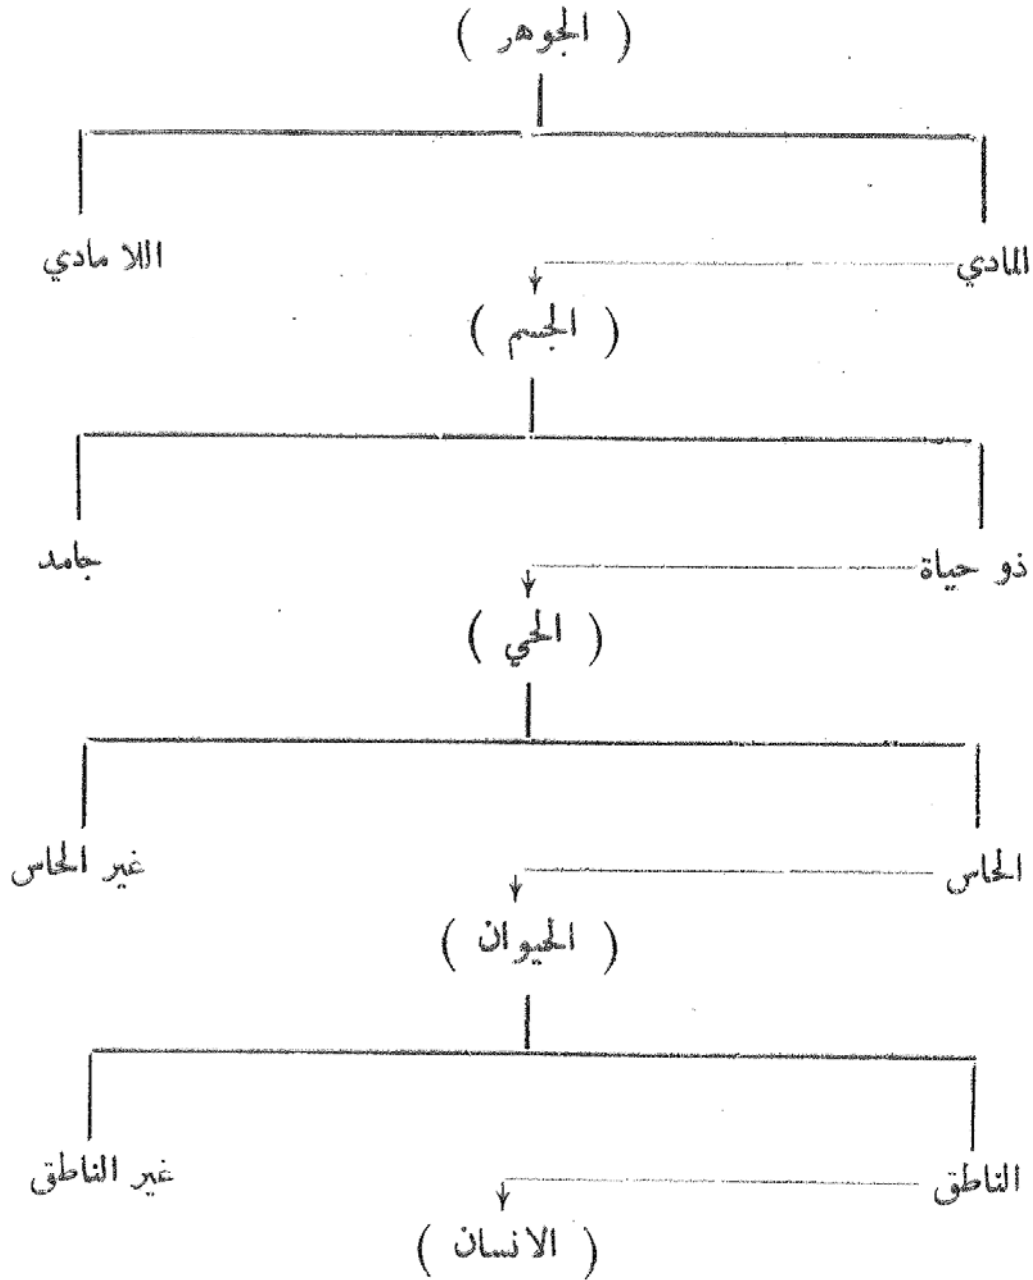 ( الجوهر )
المادي اللا مادي
( الجسم )
ذو حياة جامد
( الحي )
الحاس غير الحاس
( الحيوان )
الناطق غير الناطق
( الانسان )